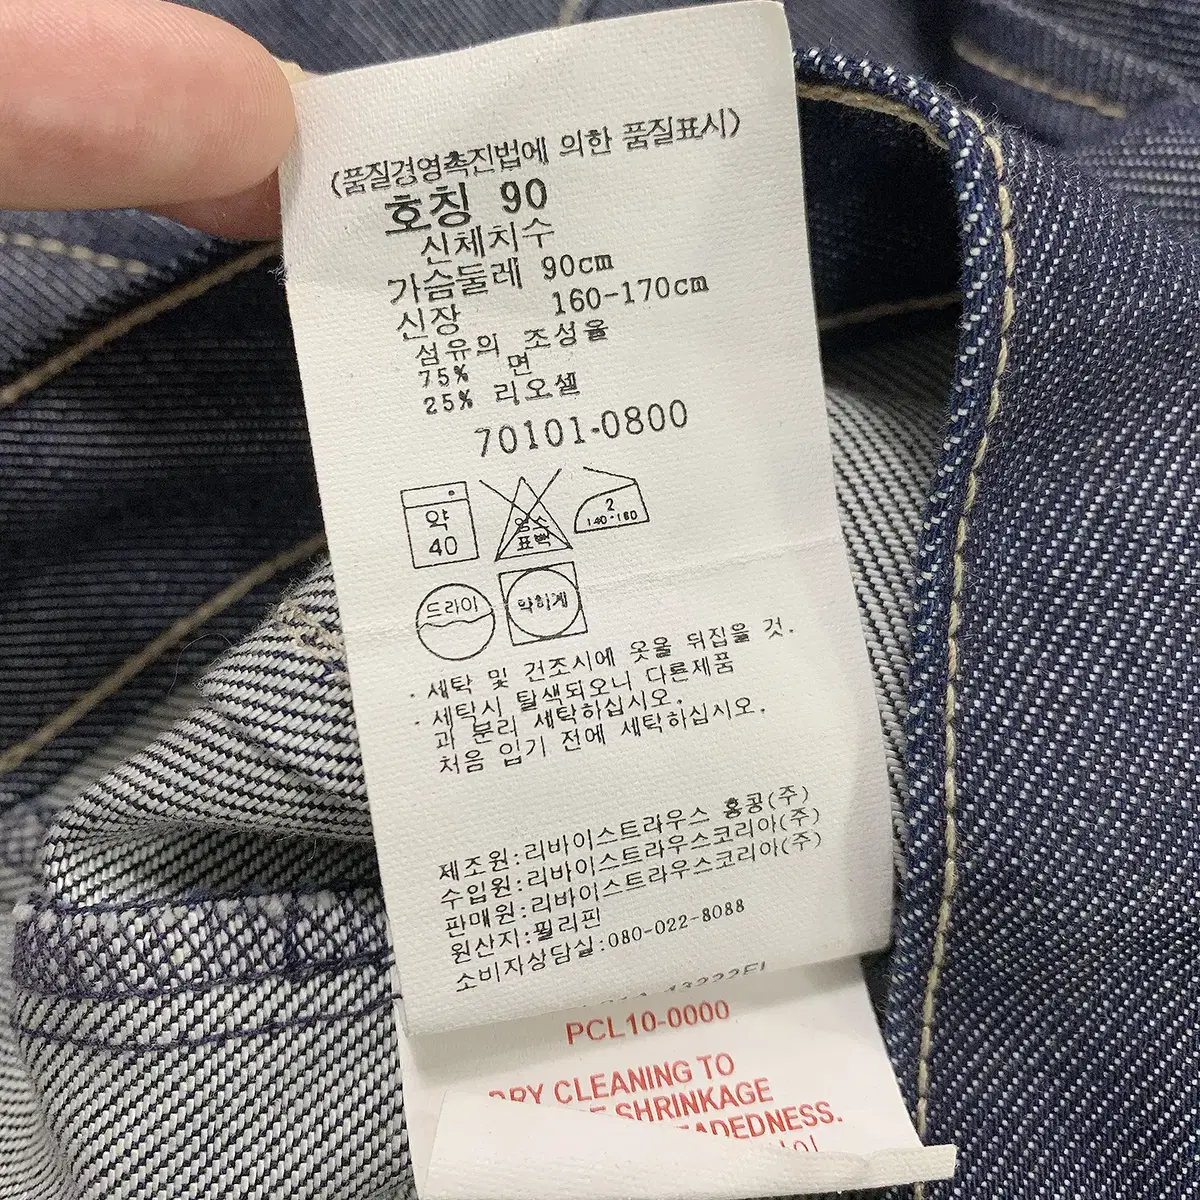 (품질경영촉진법에 의한 품질표시)
호칭 90
신체치수
가슴둘레 90cm
신장 160-170cm
섬유의 조성율
75% 면
25% 리오셀
70101-0800
약
40
염소
표백
2
140·160
드라이
약하게
· 세탁 및 건조시에 옷을 뒤집을 것.
· 세탁시 탈색되오니 다른제품
과 분리 세탁하십시오.
처음 입기 전에 세탁하십시오.
제조원:리바이스트라우스 홍콩(주)
수입원:리바이스트라우스코리아(주)
판매원:리바이스트라우스코리아(주)
원산지:필리핀
소비자상담실:080-022-8088
PCL10-0000
DRY CLEANING TO
SHRINKAGE